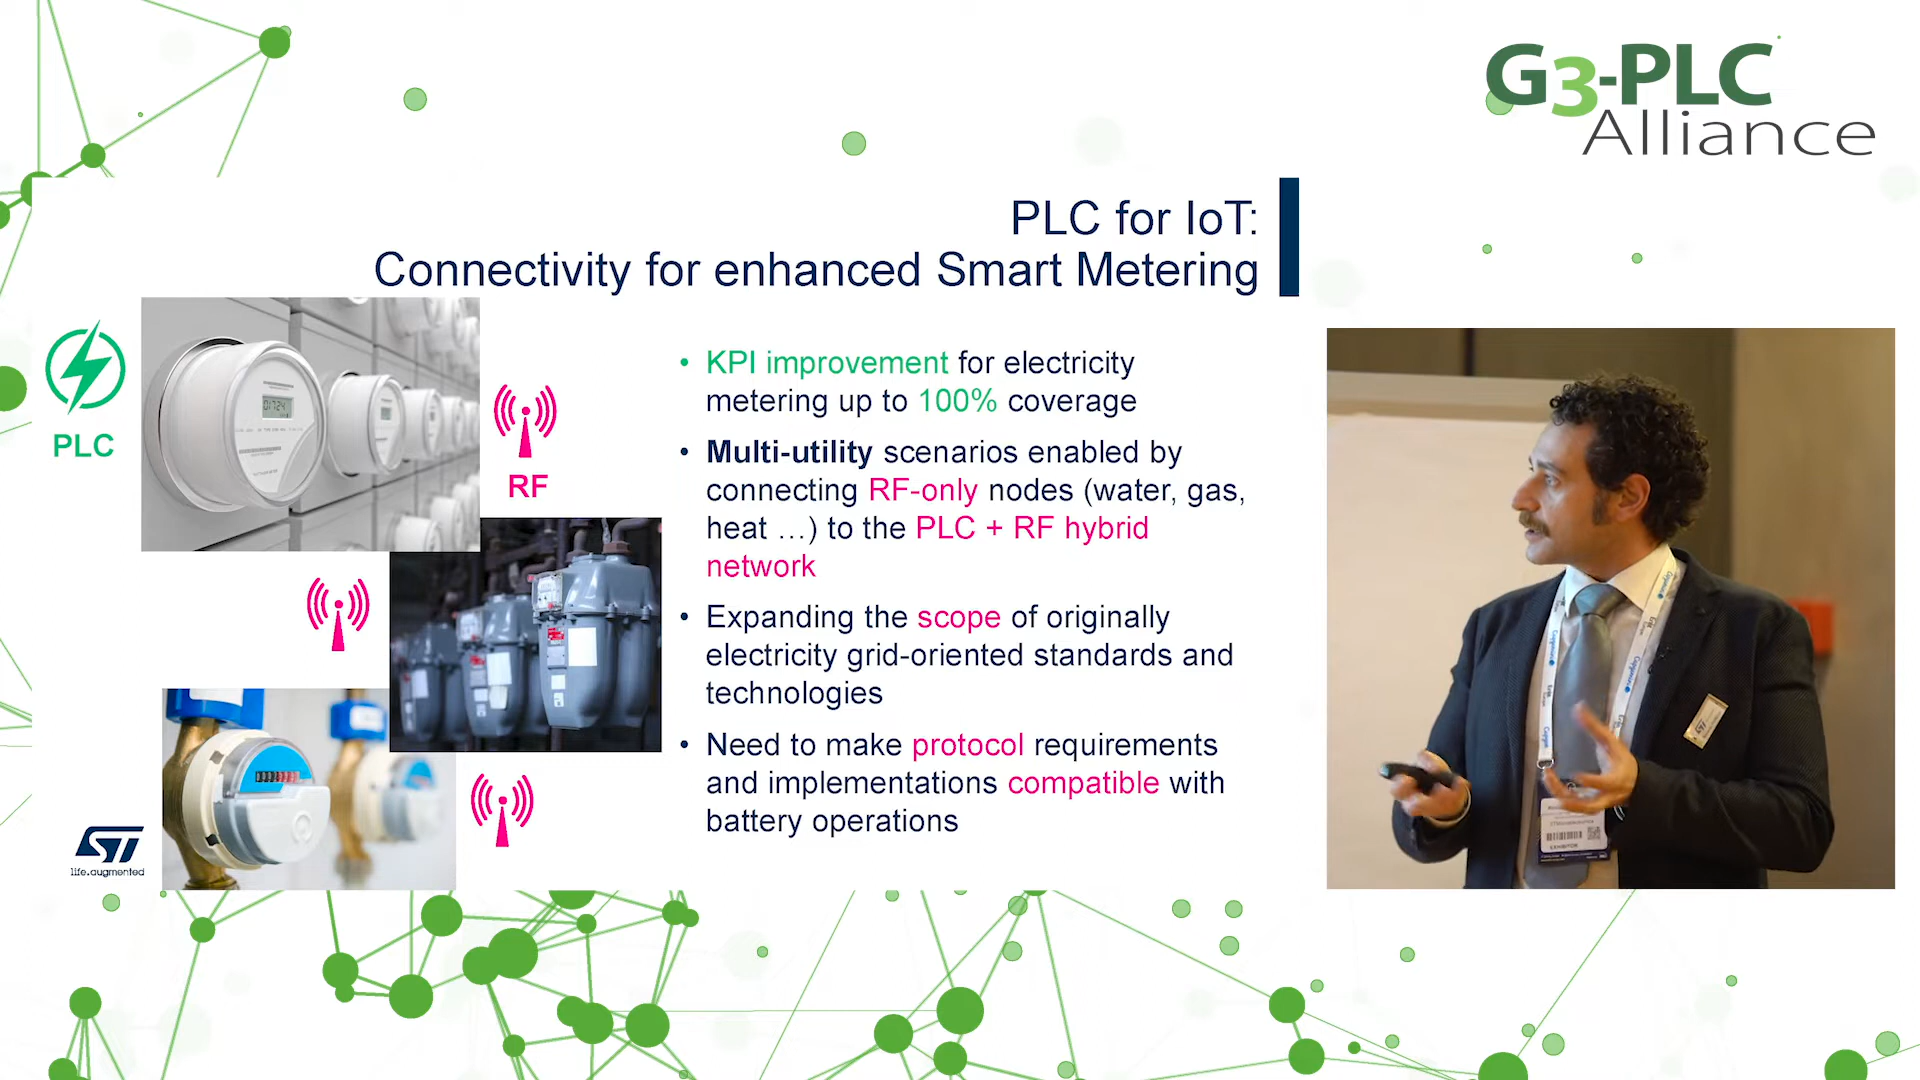 G3-PLC
Alliance
PLC for IoT:
Connectivity for enhanced Smart Metering
PLC
RF
• KPI improvement for electricity
metering up to 100% coverage
• Multi-utility scenarios enabled by
connecting RF-only nodes (water, gas,
heat …) to the PLC + RF hybrid
network
• Expanding the scope of originally
electricity grid-oriented standards and
technologies
• Need to make protocol requirements
and implementations compatible with
battery operations
ST
life.augmented
ST
EXHIBITOR